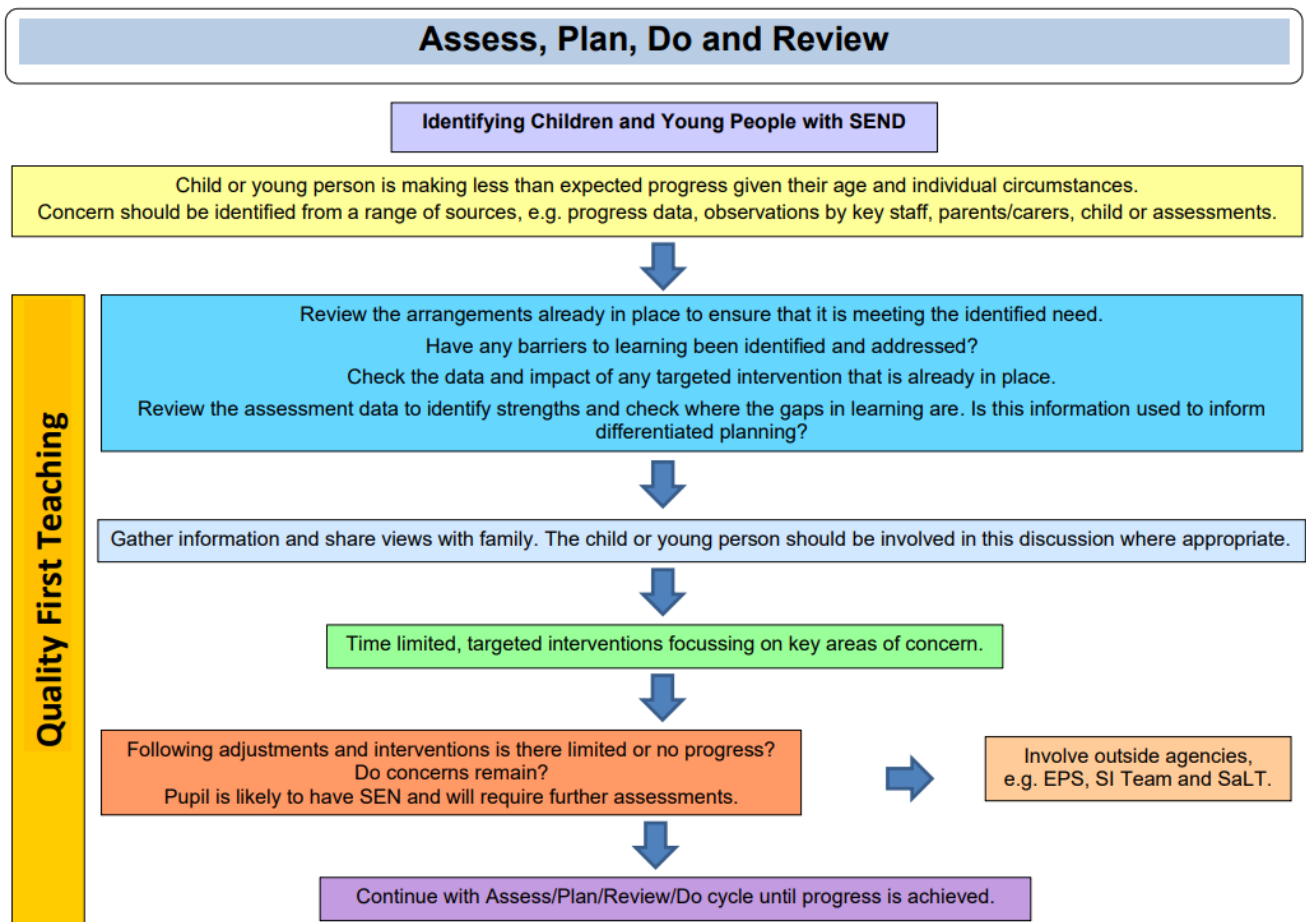 Assess, Plan, Do and Review
Identifying Children and Young People with SEND
Child or young person is making less than expected progress given their age and individual circumstances.
Concern should be identified from a range of sources, e.g. progress data, observations by key staff, parents/carers, child or assessments.
Quality First Teaching
Review the arrangements already in place to ensure that it is meeting the identified need.
Have any barriers to learning been identified and addressed?
Check the data and impact of any targeted intervention that is already in place.
Review the assessment data to identify strengths and check where the gaps in learning are. Is this information used to inform
differentiated planning?
Gather information and share views with family. The child or young person should be involved in this discussion where appropriate.
Time limited, targeted interventions focussing on key areas of concern.
Following adjustments and interventions is there limited or no progress?
Do concerns remain?
Pupil is likely to have SEN and will require further assessments.
Involve outside agencies,
e.g. EPS, SI Team and SaLT.
Continue with Assess/Plan/Review/Do cycle until progress is achieved.